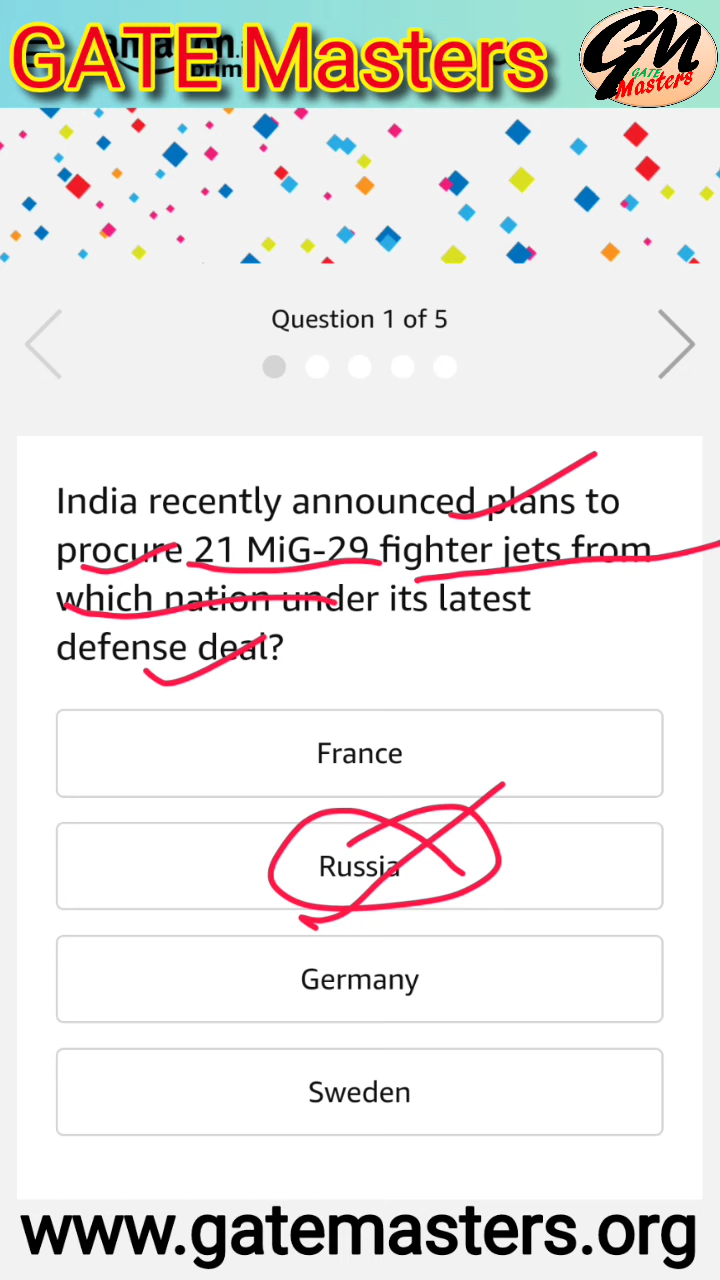 GATE Masters
GM
GATE
Masters
Question 1 of 5
India recently announced plans to
procure 21 MiG-29 fighter jets from
which nation under its latest
defense deal?
France
Russia
Germany
Sweden
www.gatemasters.org